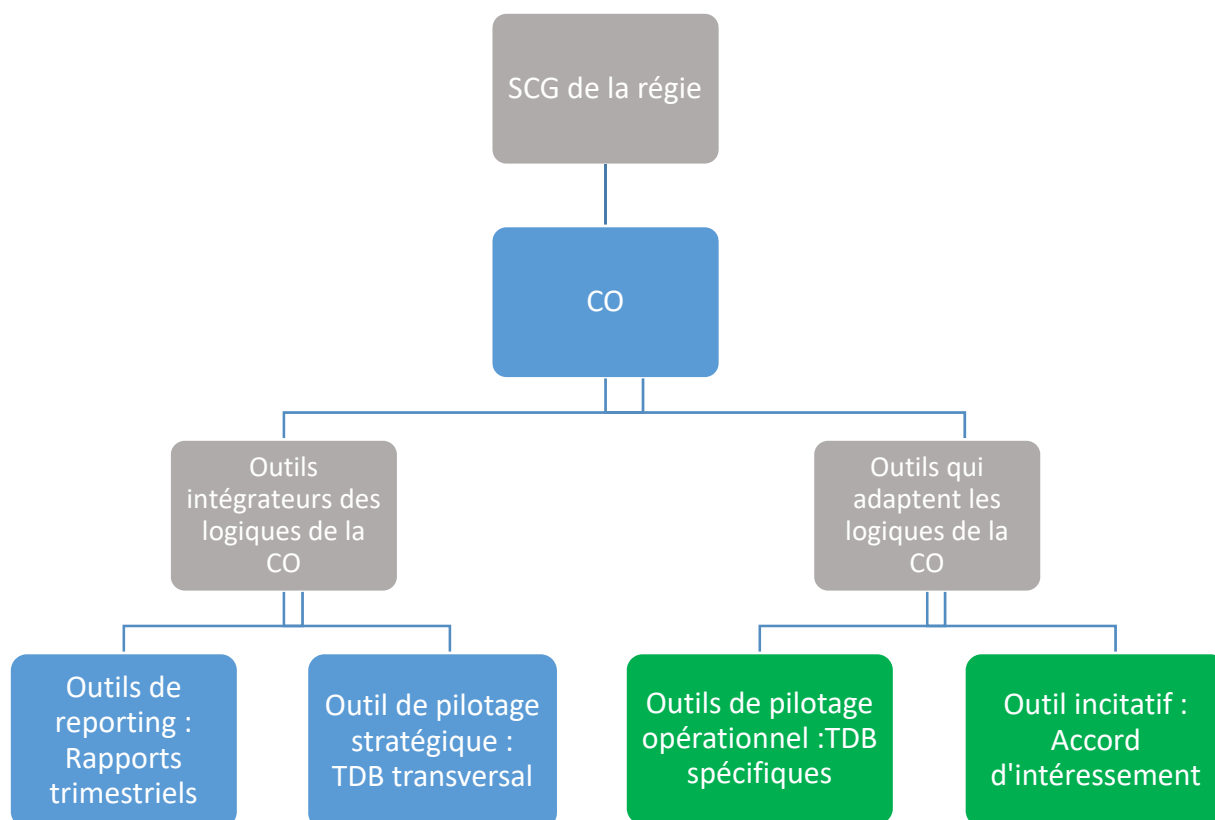 SCG de la régie
CO
Outils
intégrateurs des
logiques de la
CO
Outils qui
adaptent les
logiques de la
CO
Outils de
reporting :
Rapports
trimestriels
Outil de pilotage
stratégique :
TDB transversal
Outils de pilotage
opérationnel :TDB
spécifiques
Outil incitatif :
Accord
d'intéressement